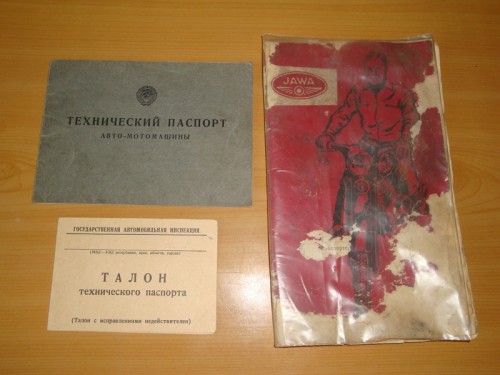 ТЕХНИЧЕСКИЙ ПАСПОРТ
АВТО-МОТОМАШИНЫ
ГОСУДАРСТВЕННАЯ АВТОМОБИЛЬНАЯ ИНСПЕКЦИЯ
ТАЛОН
технического паспорта
(Талон с исправлениями недействителен)
JAWA